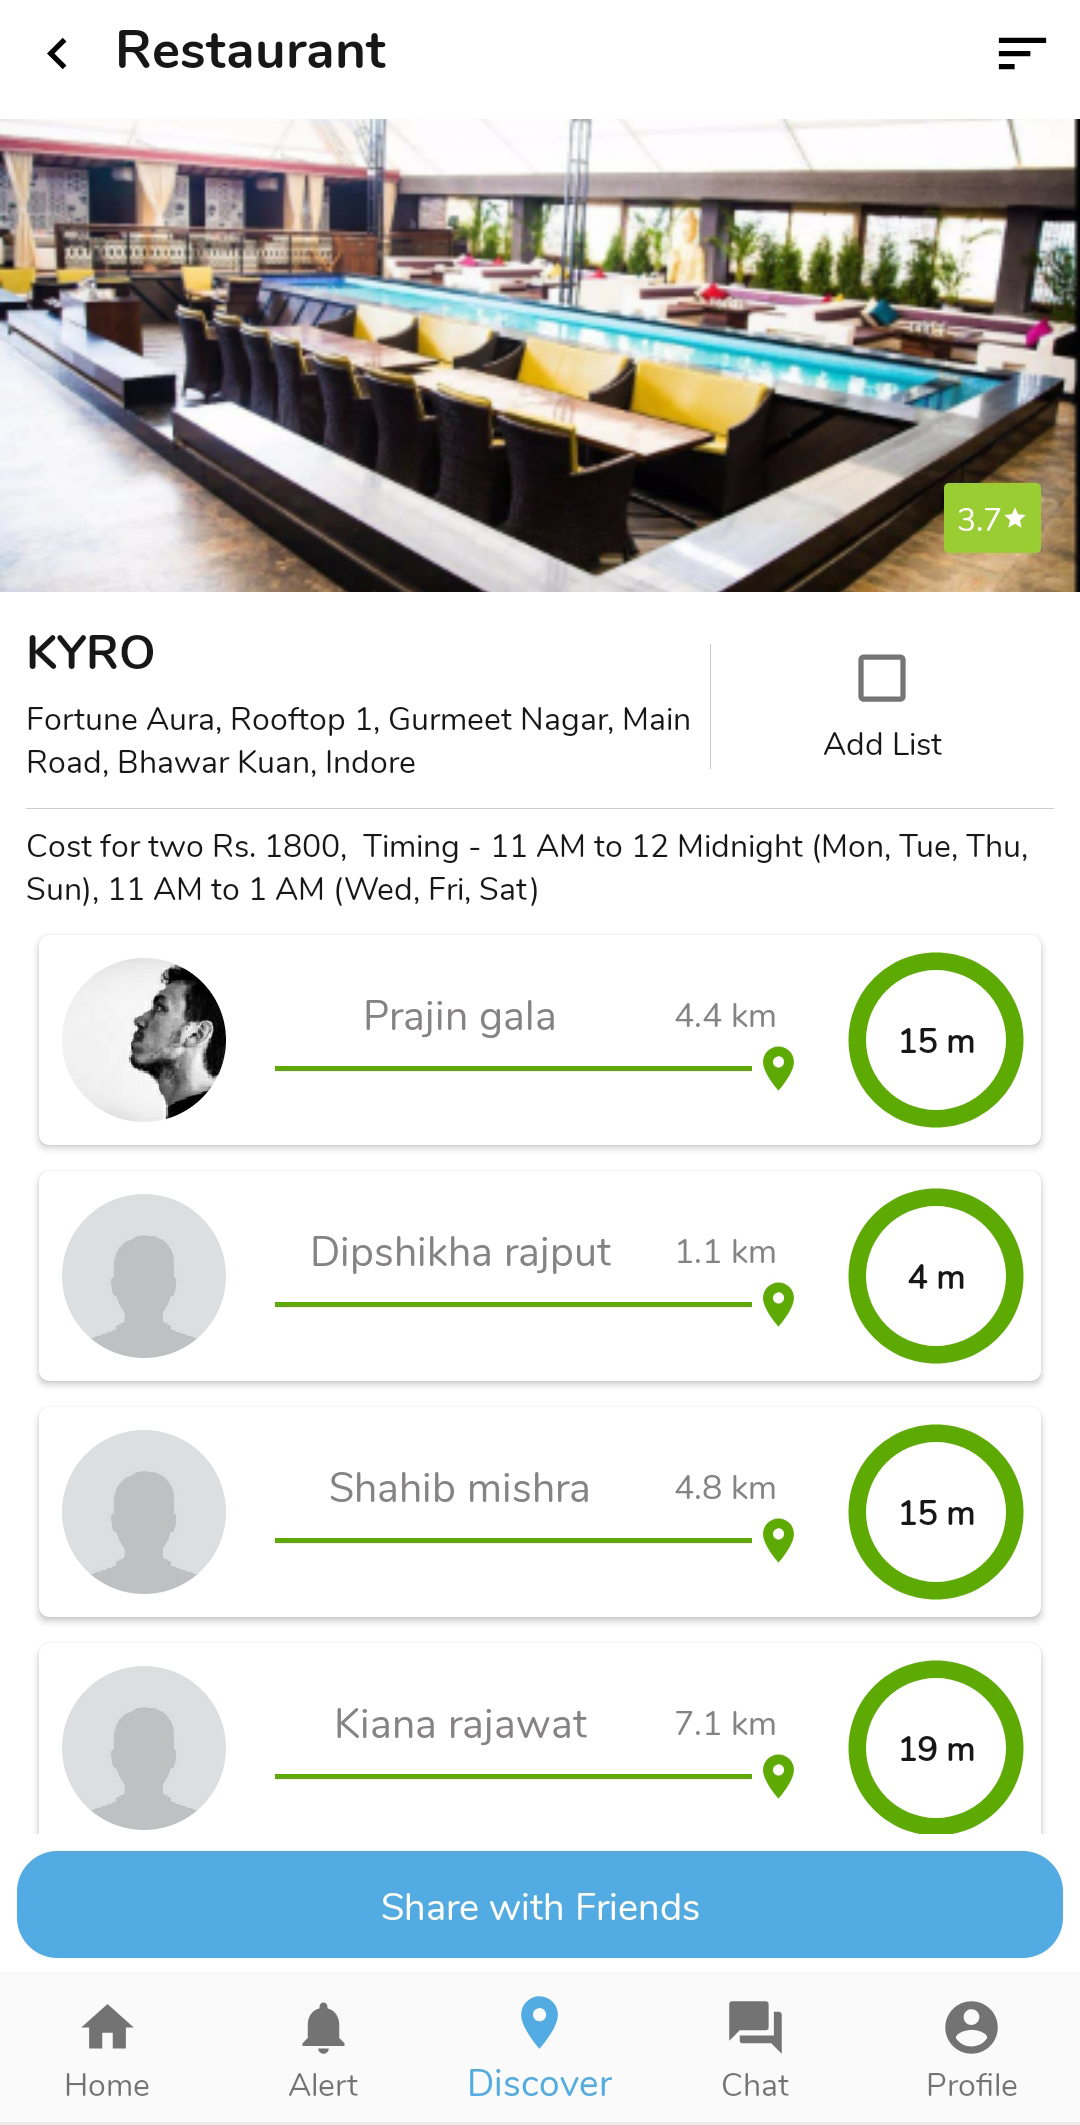 Restaurant
3.7★
KYRO
Fortune Aura, Rooftop 1, Gurmeet Nagar, Main
Road, Bhawar Kuan, Indore
Add List
Cost for two Rs. 1800,  Timing - 11 AM to 12 Midnight (Mon, Tue, Thu,
Sun), 11 AM to 1 AM (Wed, Fri, Sat)
Prajin gala 4.4 km 15 m
Dipshikha rajput 1.1 km 4 m
Shahib mishra 4.8 km 15 m
Kiana rajawat 7.1 km 19 m
Share with Friends
Home Alert Discover Chat Profile